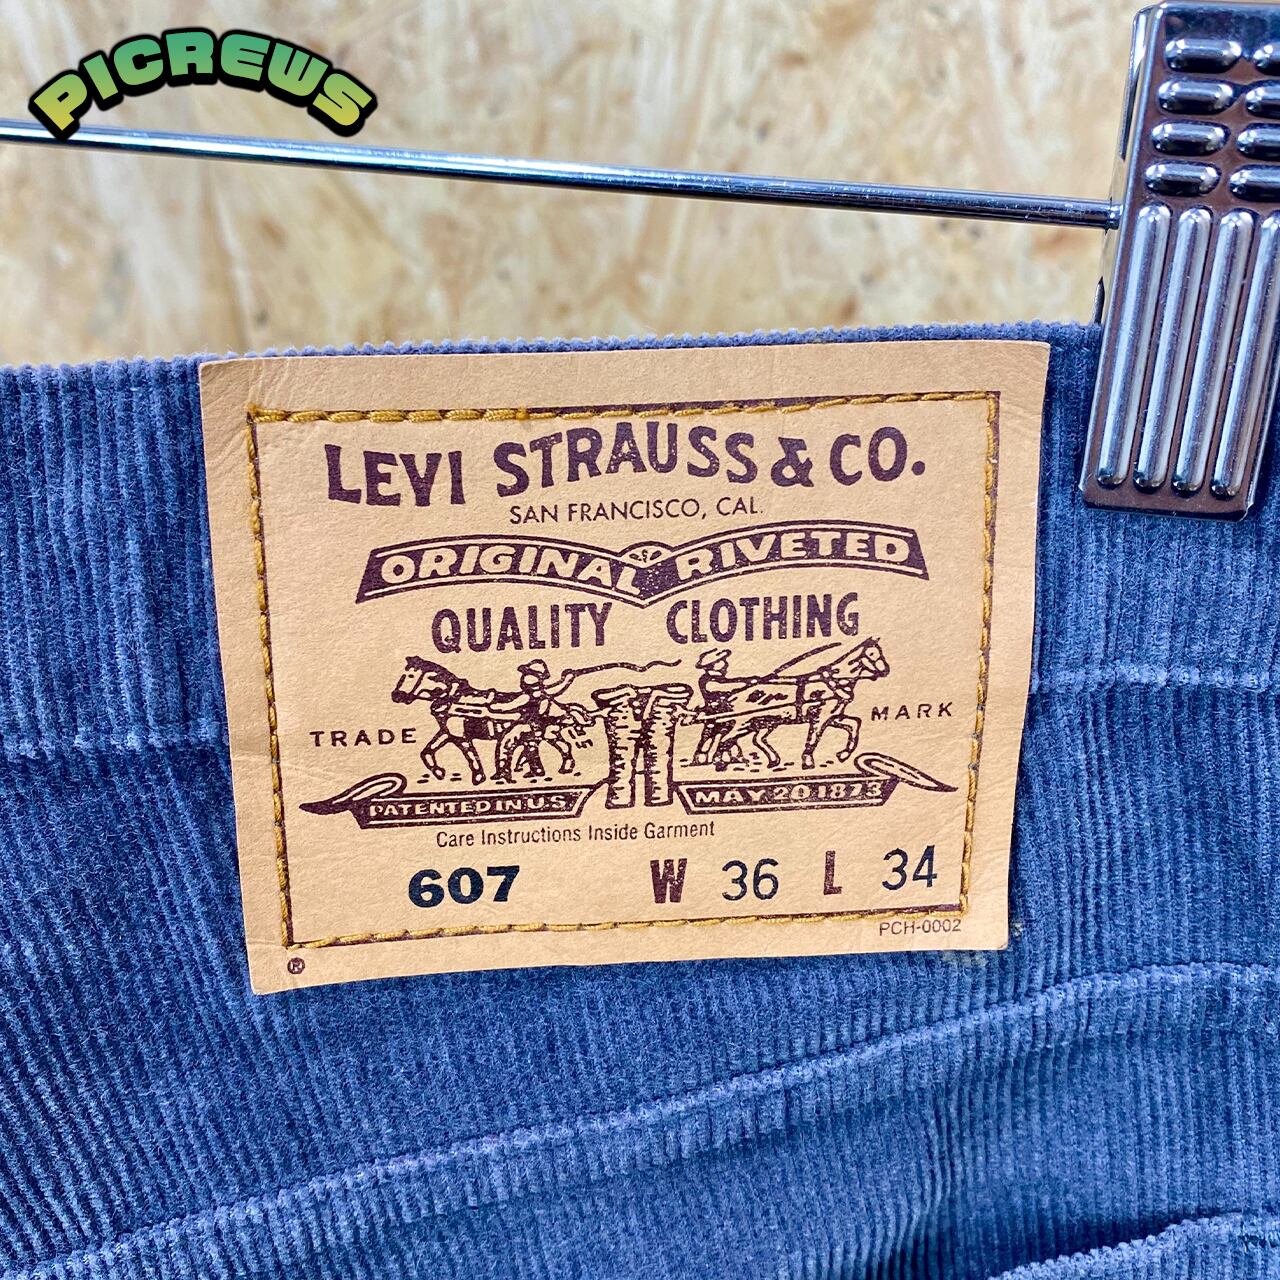 PICREWS
LEVI STRAUSS & CO.
SAN FRANCISCO, CAL.
ORIGINAL RIVETED
QUALITY CLOTHING
TRADE MARK
PATENTED IN U.S. MAY 20 1873
Care Instructions Inside Garment
607 W 36 L 34
PCH-0002
®